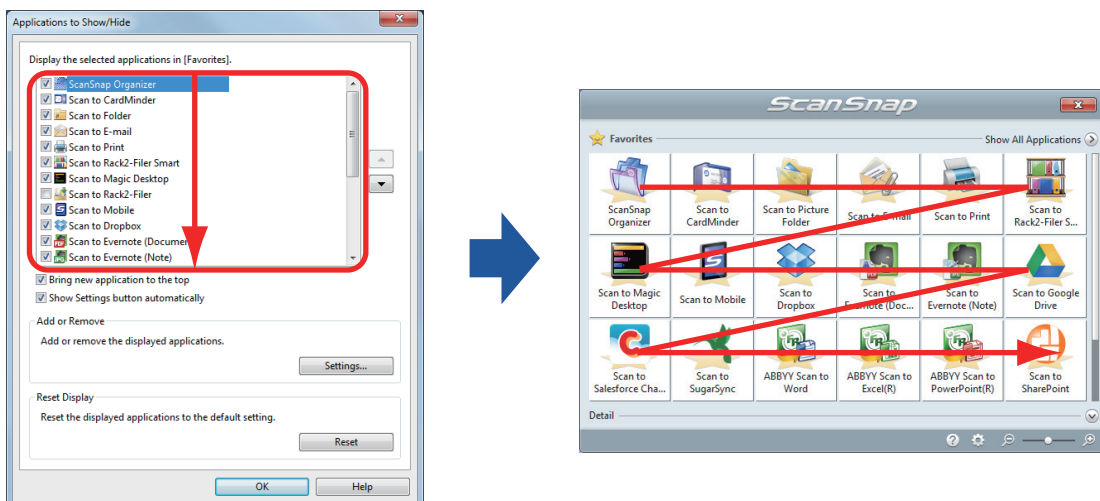 Applications to Show/Hide
Display the selected applications in [Favorites].
ScanSnap Organizer
Scan to CardMinder
Scan to Folder
Scan to E-mail
Scan to Print
Scan to Rack2-Filer Smart
Scan to Magic Desktop
Scan to Rack2-Filer
Scan to Mobile
Scan to Dropbox
Scan to Evernote (Documen
Scan to Evernote (Note)
Bring new application to the top
Show Settings button automatically
Add or Remove
Add or remove the displayed applications.
Settings...
Reset Display
Reset the displayed applications to the default setting.
Reset
OK Help
ScanSnap
Favorites Show All Applications
ScanSnap
Organizer
Scan to
CardMinder
Scan to Picture
Folder
Scan to E-mail
Scan to Print
Scan to
Rack2-Filer S...
Scan to Magic
Desktop
Scan to Mobile
Scan to
Dropbox
Scan to
Evernote (Doc...
Scan to
Evernote (Note)
Scan to Google
Drive
Scan to
Salesforce Cha...
Scan to
SugarSync
ABBYY Scan to
Word
ABBYY Scan to
Excel(R)
ABBYY Scan to
PowerPoint(R)
Scan to
SharePoint
Detail